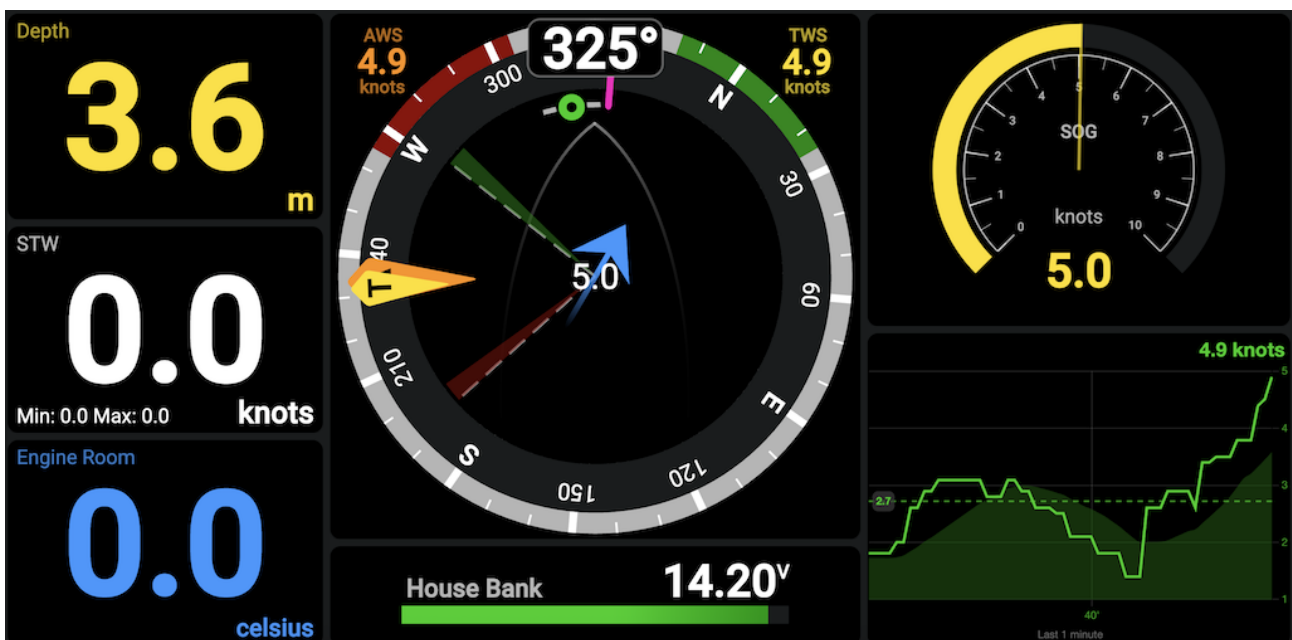 Depth
3.6
m
STW
0.0
Min: 0.0 Max: 0.0 knots
Engine Room
0.0
celsius
AWS
4.9
knots
325°
TWS
4.9
knots
300
N
30
60
E
120
150
S
210
40
W
T
5.0
House Bank 14.20 V
0
1
2
3
4
5
6
7
8
9
10
SOG
knots
5.0
4.9 knots
5
4
3
2
1
2.7
40'
Last 1 minute